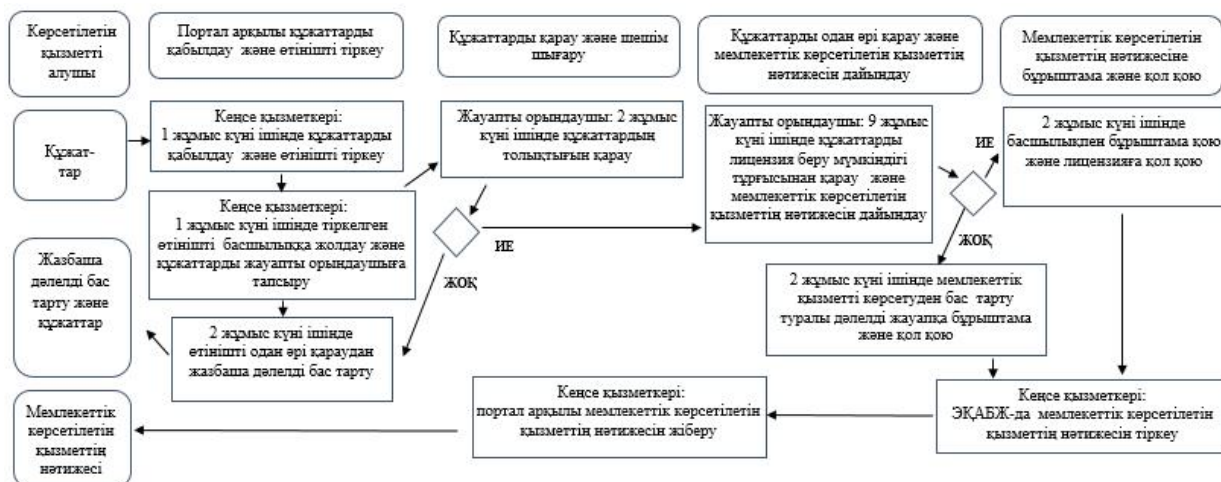 Көрсетілетін
қызметті
алушы
Портал арқылы құжаттарды
қабылдау және өтінішті тіркеу
Құжаттарды қарау және шешім
шығару
Құжаттарды одан әрі қарау және
мемлекеттік көрсетілетін қызметтің
нәтижесін дайындау
Мемлекеттік көрсетілетін
қызметтің нәтижесіне
бұрыштама және қол қою
Құжат-
тар
Кеңсе қызметкері:
1 жұмыс күні ішінде құжаттарды
қабылдау және өтінішті тіркеу
Жауапты орындаушы: 2 жұмыс
күні ішінде құжаттардың
толықтығын қарау
Жауапты орындаушы: 9 жұмыс
күні ішінде құжаттарды
лицензия беру мүмкіндігі
тұрғысынан қарау және
мемлекеттік көрсетілетін
қызметтің нәтижесін дайындау
ИЕ
2 жұмыс күні ішінде
басшылықпен бұрыштама қою
және лицензияға қол қою
Кеңсе қызметкері:
1 жұмыс күні ішінде тіркелген
өтінішті басшылыққа жолдау және
құжаттарды жауапты орындаушыға
тапсыру
ИЕ
ЖОҚ
ЖОҚ
Жазбаша
дәлелді бас
тарту және
құжаттар
2 жұмыс күні ішінде
өтінішті одан әрі қараудан
жазбаша дәлелді бас тарту
2 жұмыс күні ішінде мемлекеттік
қызметті көрсетуден бас тарту
туралы дәлелді жауапқа бұрыштама
және қол қою
Мемлекеттік
көрсетілетін
қызметтің
нәтижесі
Кеңсе қызметкері:
портал арқылы мемлекеттік көрсетілетін
қызметтің нәтижесін жіберу
Кеңсе қызметкері:
ЭҚАБЖ-да мемлекеттік көрсетілетін
қызметтің нәтижесін тіркеу